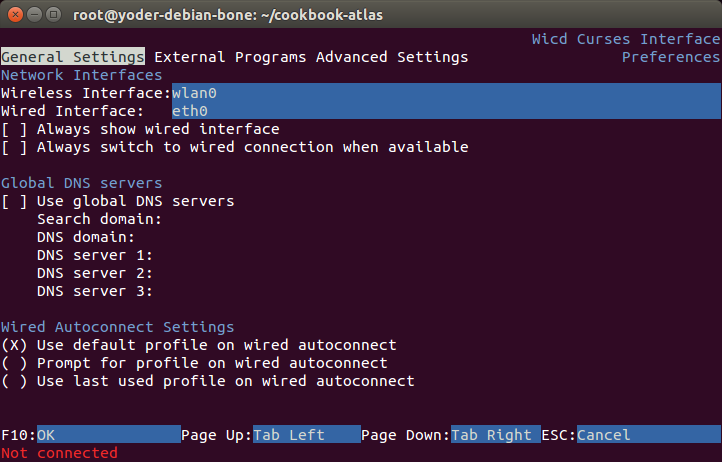 root@yoder-debian-bone: ~/cookbook-atlas
Wicd Curses Interface
General Settings External Programs Advanced Settings Preferences
Network Interfaces
Wireless Interface:wlan0
Wired Interface: eth0
[ ] Always show wired interface
[ ] Always switch to wired connection when available
Global DNS servers
[ ] Use global DNS servers
Search domain:
DNS domain:
DNS server 1:
DNS server 2:
DNS server 3:
Wired Autoconnect Settings
(X) Use default profile on wired autoconnect
( ) Prompt for profile on wired autoconnect
( ) Use last used profile on wired autoconnect
F10:OK Page Up:Tab Left Page Down:Tab Right ESC:Cancel
Not connected